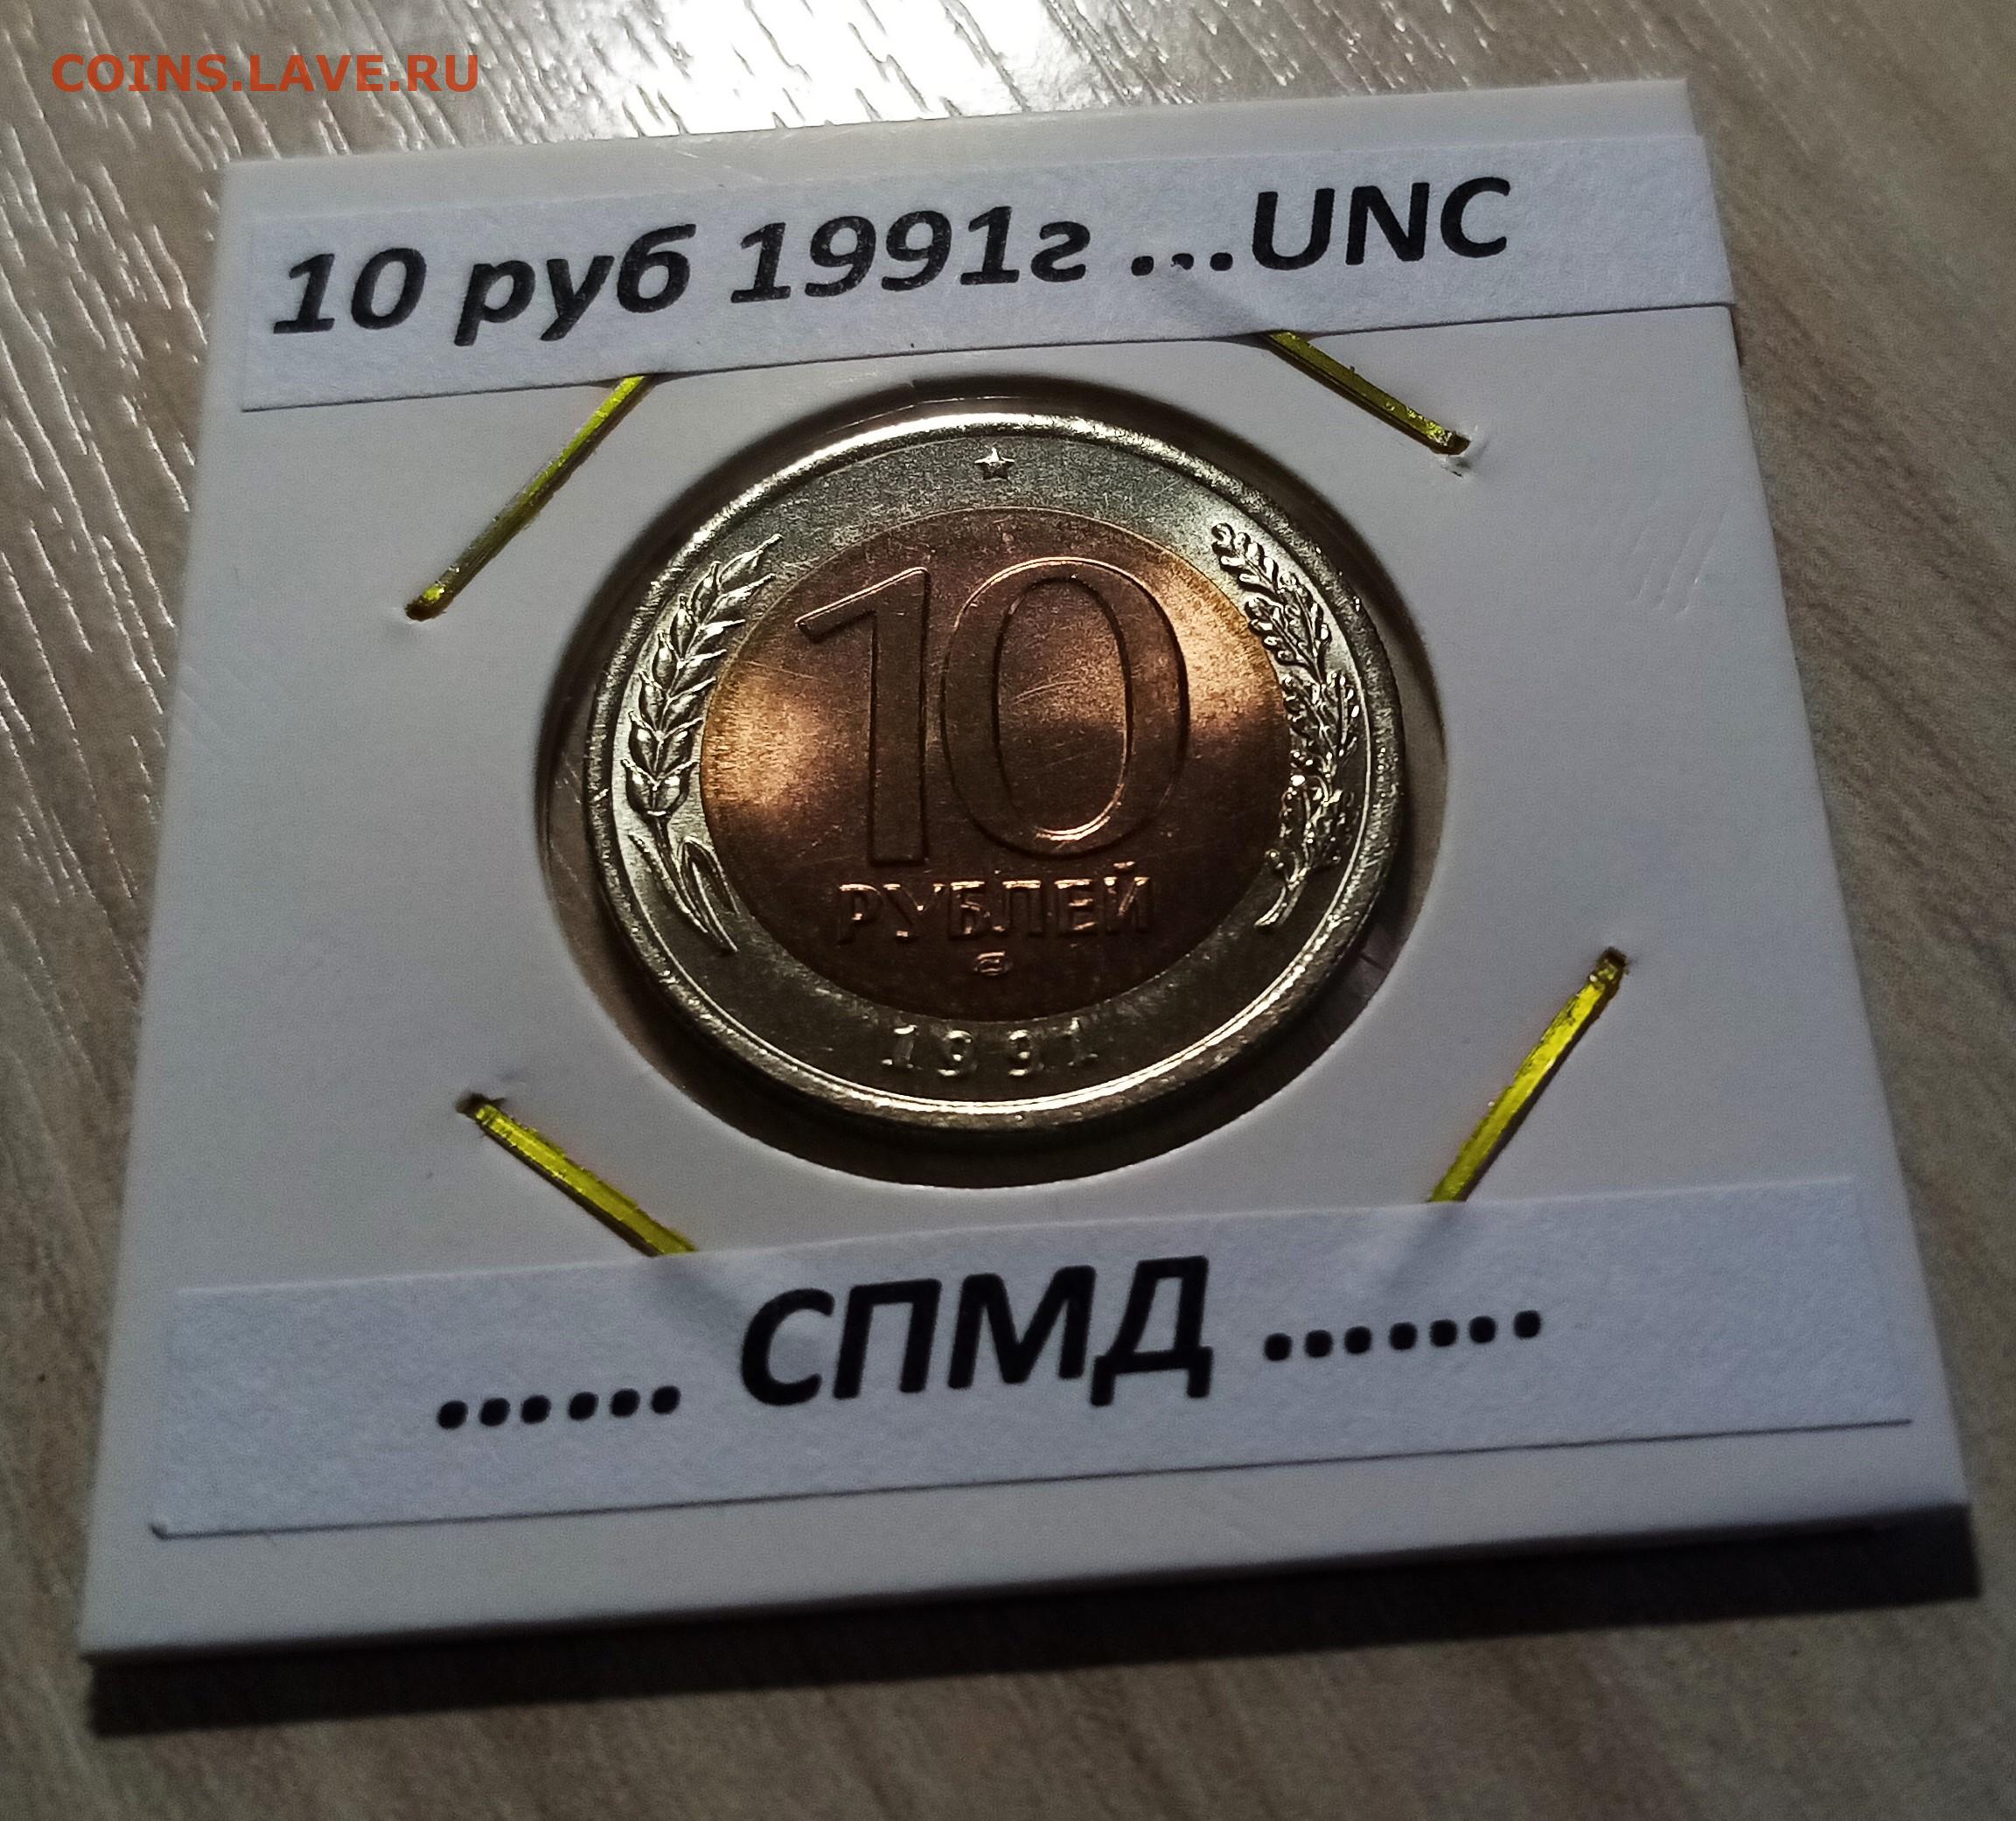 COINS.LAVE.RU
10 руб 1991г ...UNC
10
РУБЛЕЙ
1991
...... СПМД .......